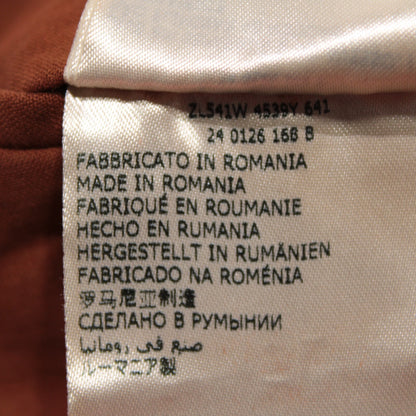 ZL541W 4539Y 641
24 0126 166 B
FABBRICATO IN ROMANIA
MADE IN ROMANIA
FABRIQUÉ EN ROUMANIE
HECHO EN RUMANIA
HERGESTELLT IN RUMÄNIEN
FABRICADO NA ROMÉNIA
罗马尼亚制造
СДЕЛАНО В РУМЫНИИ
صنع في رومانيا
ルーマニア製